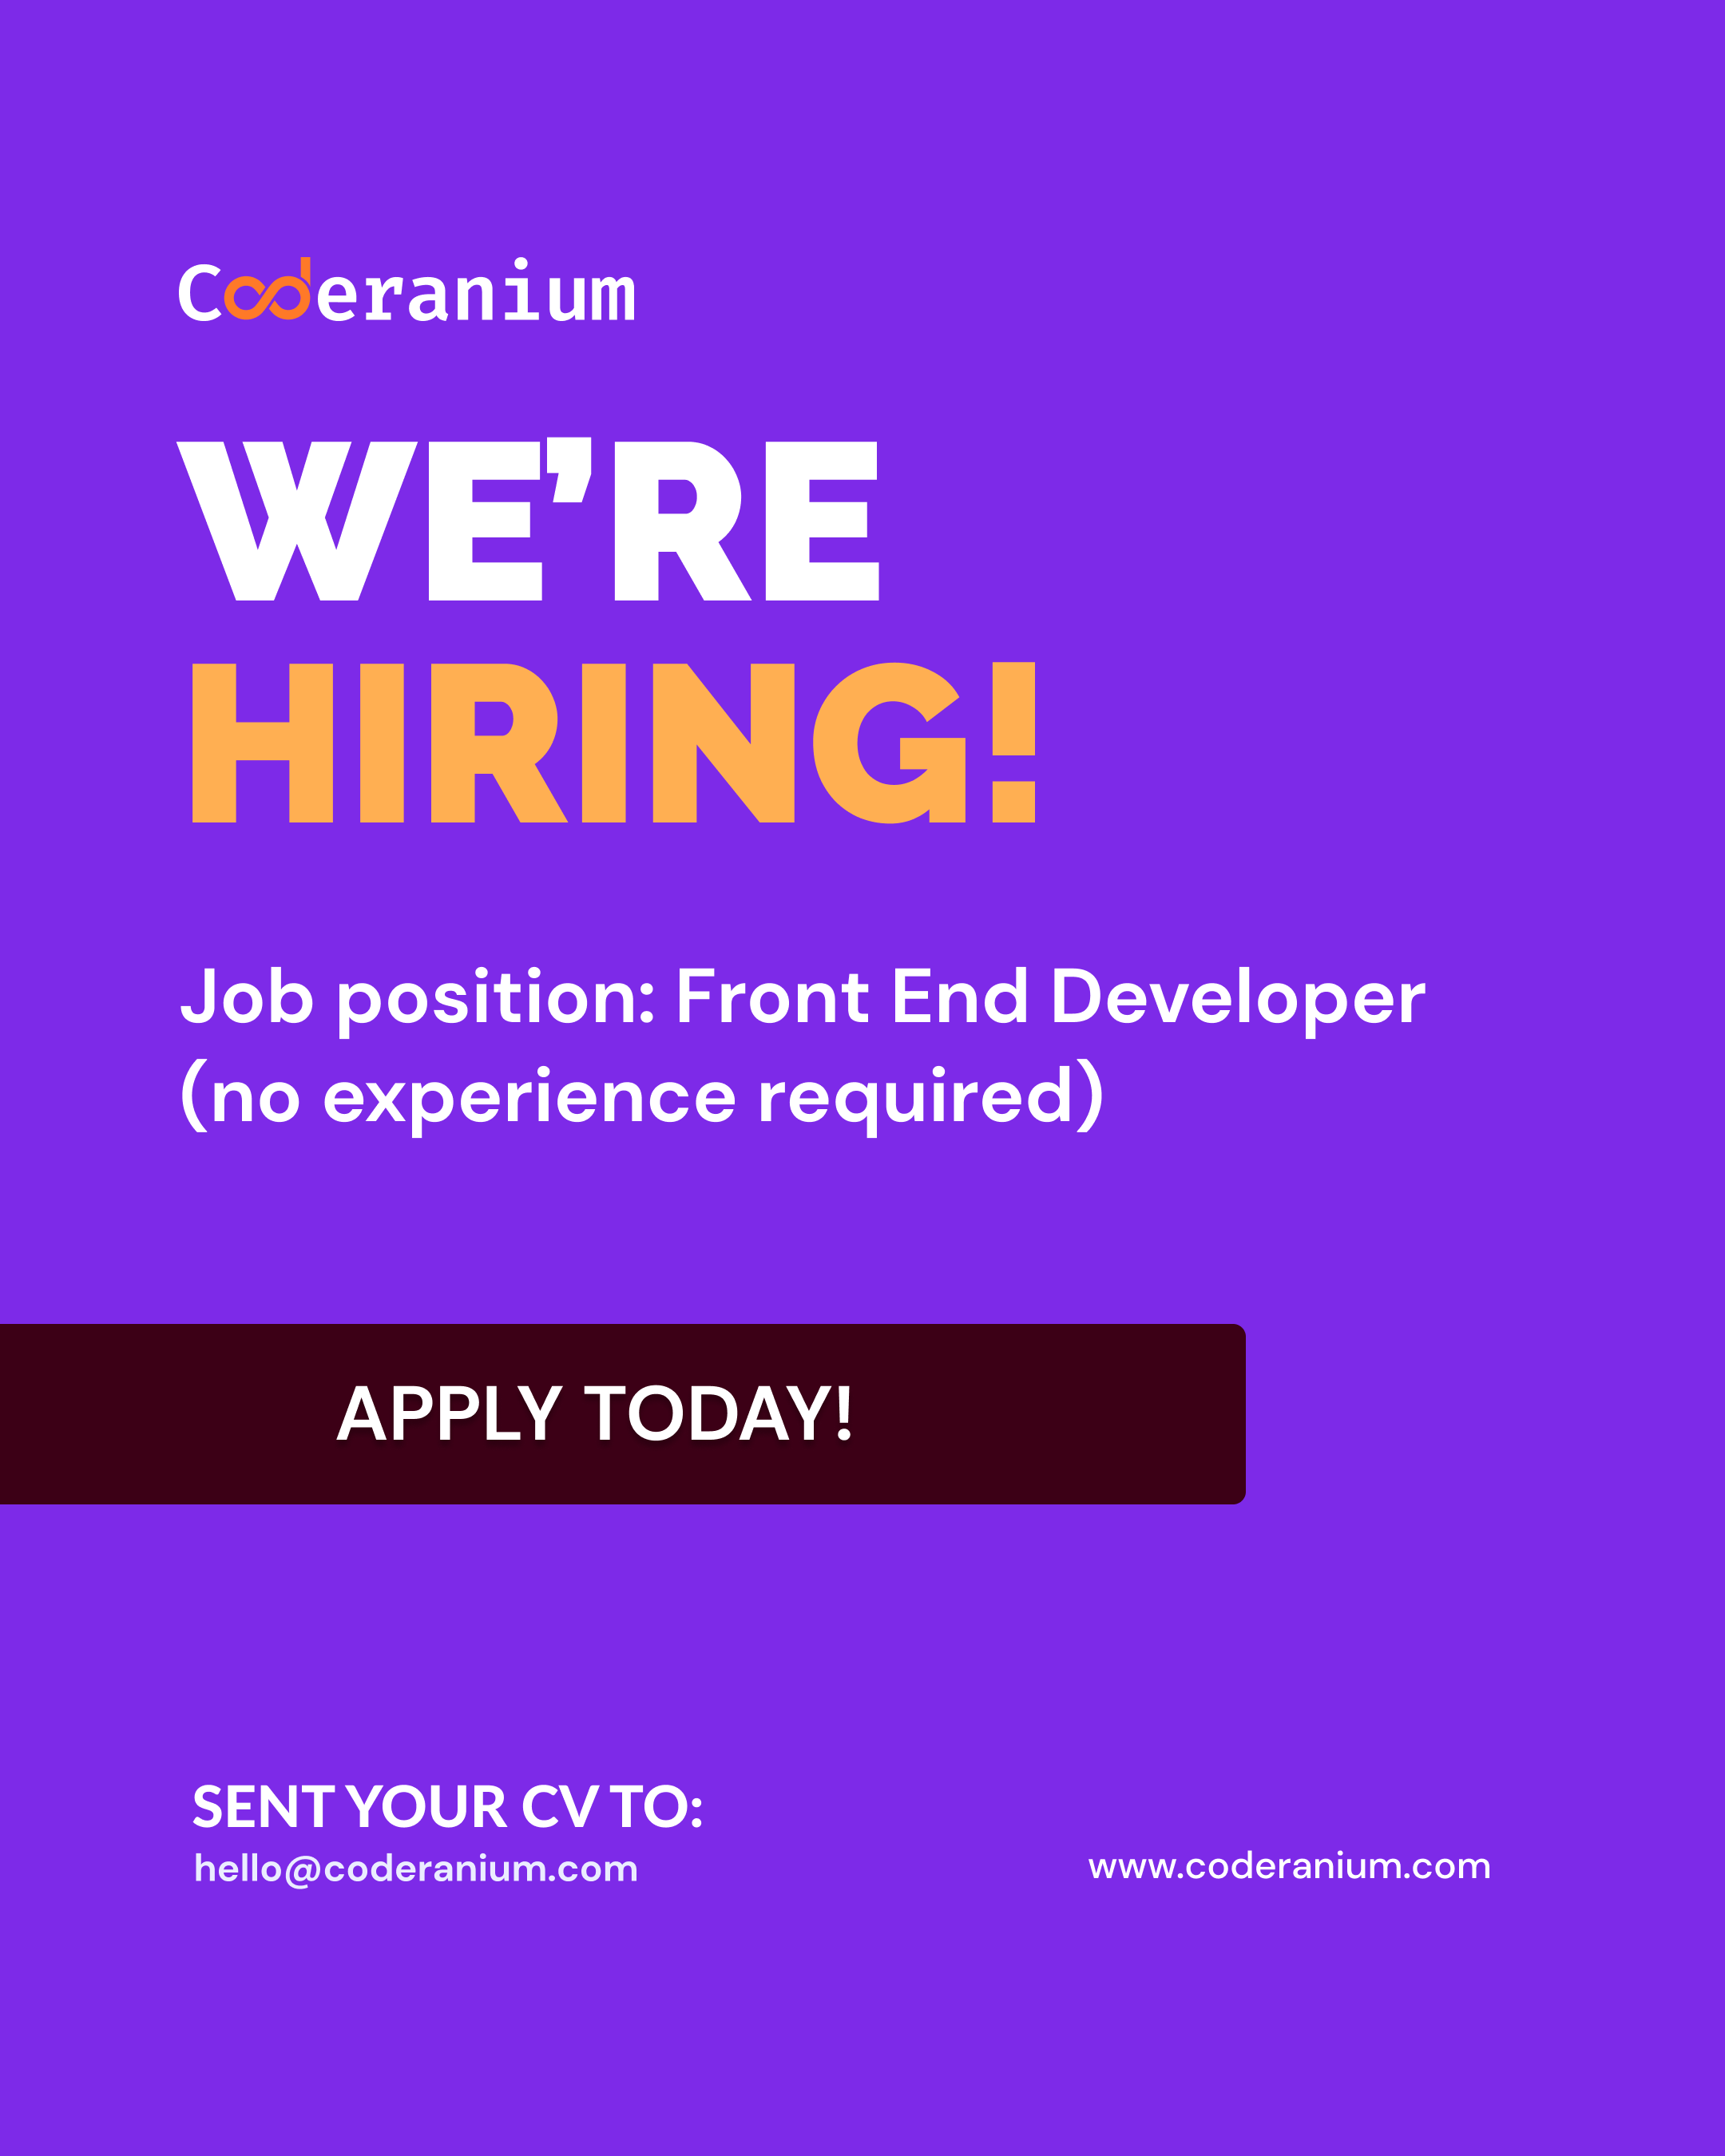 Coderanium
WE’RE
HIRING!
Job position: Front End Developer
(no experience required)
APPLY TODAY!
SENT YOUR CV TO:
hello@coderanium.com
www.coderanium.com